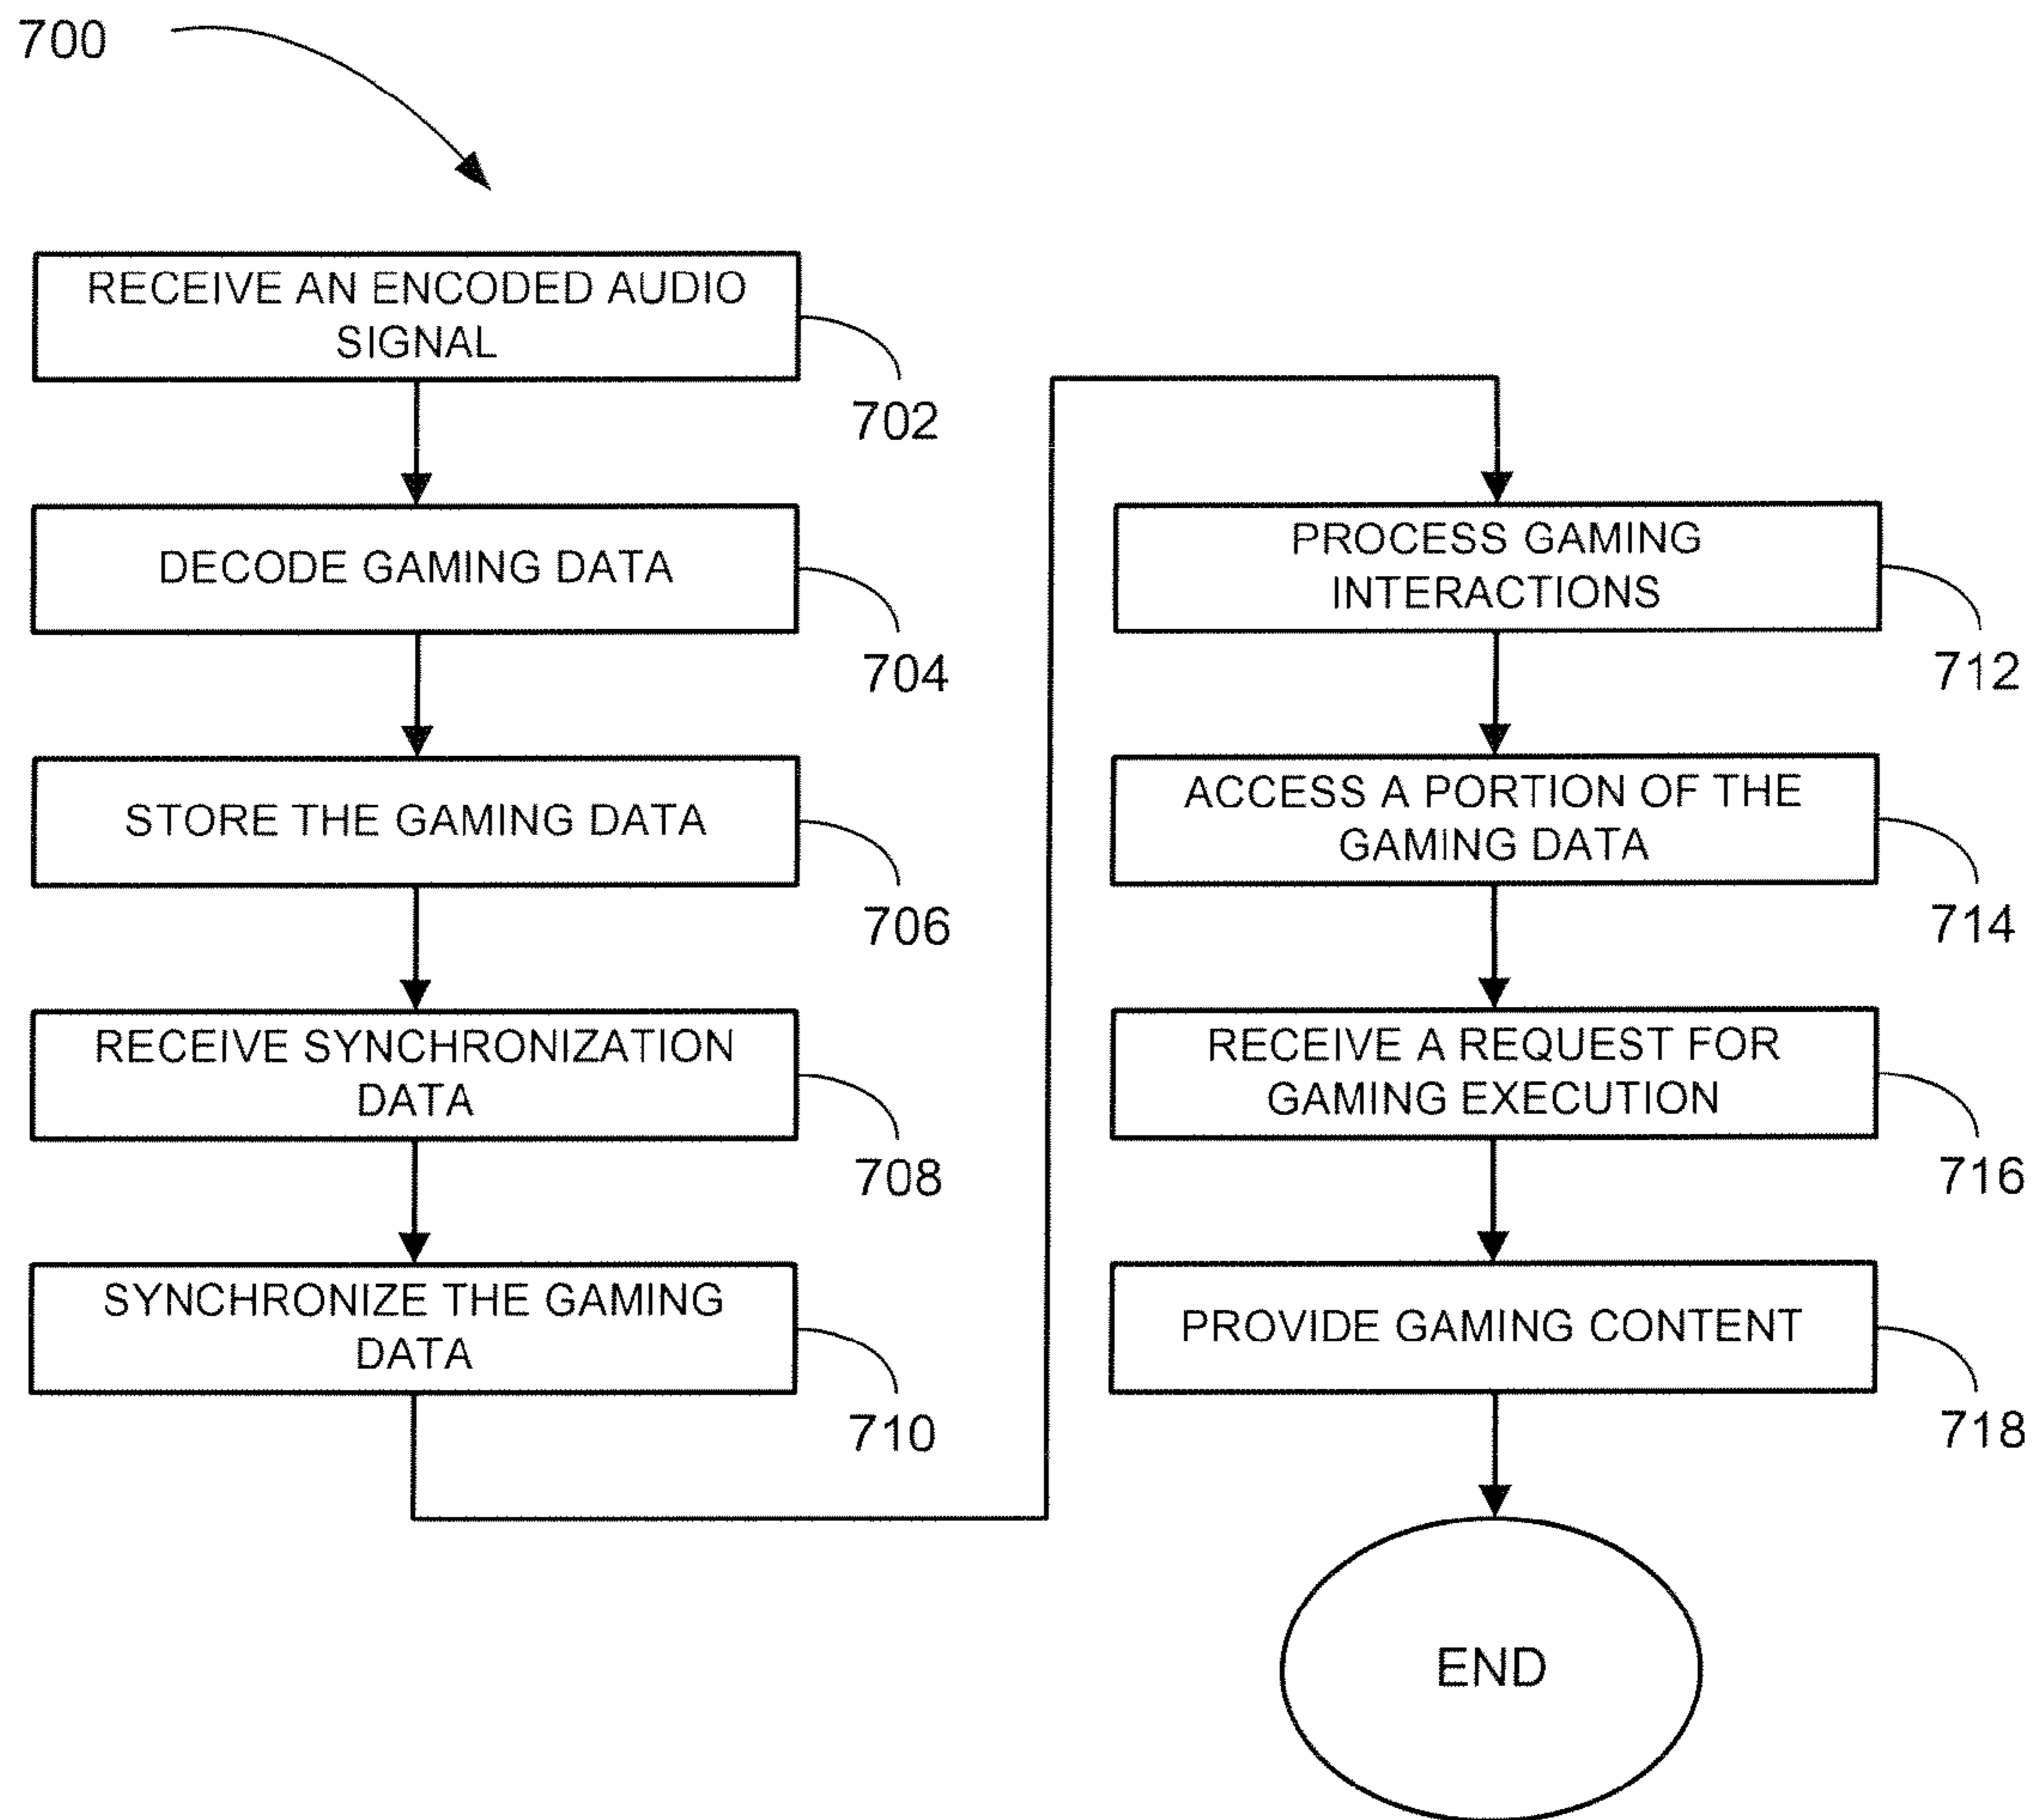 700
RECEIVE AN ENCODED AUDIO
SIGNAL
702
DECODE GAMING DATA
704
STORE THE GAMING DATA
706
RECEIVE SYNCHRONIZATION
DATA
708
SYNCHRONIZE THE GAMING
DATA
710
PROCESS GAMING
INTERACTIONS
712
ACCESS A PORTION OF THE
GAMING DATA
714
RECEIVE A REQUEST FOR
GAMING EXECUTION
716
PROVIDE GAMING CONTENT
718
END